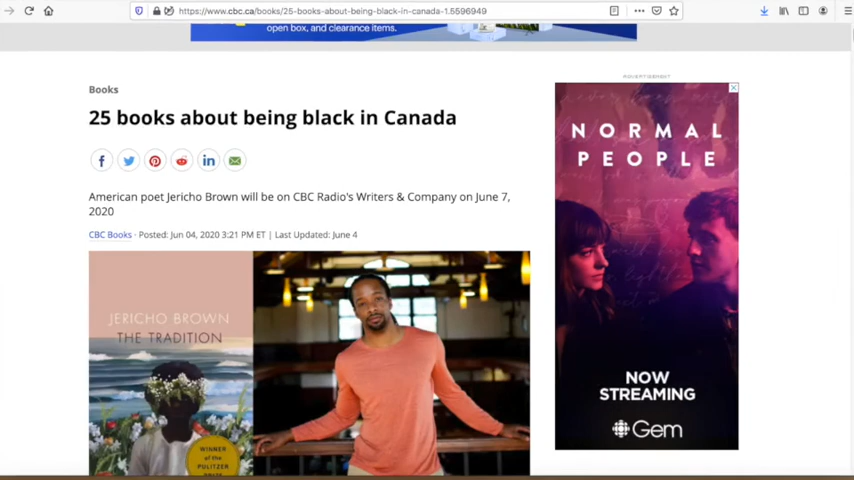 https://www.cbc.ca/books/25-books-about-being-black-in-canada-1.5596949
open box, and clearance items.
Books
25 books about being black in Canada
American poet Jericho Brown will be on CBC Radio's Writers & Company on June 7,
2020
CBC Books · Posted: Jun 04, 2020 3:21 PM ET | Last Updated: June 4
JERICHO BROWN
THE TRADITION
WINNER
of the
PULITZER
ADVERTISEMENT
NORMAL
PEOPLE
NOW
STREAMING
Gem